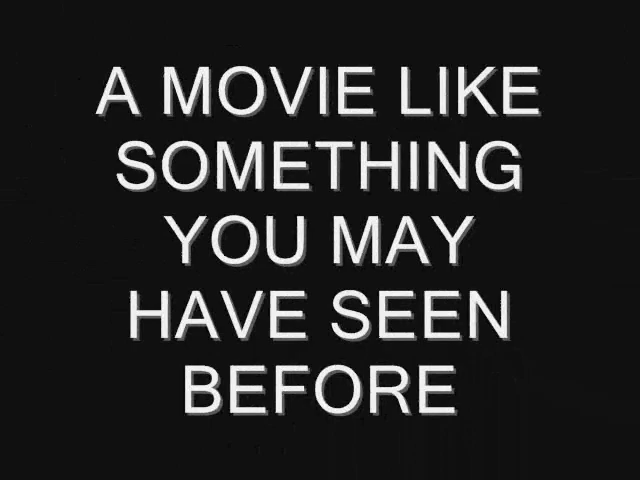 A MOVIE LIKE
SOMETHING
YOU MAY
HAVE SEEN
BEFORE